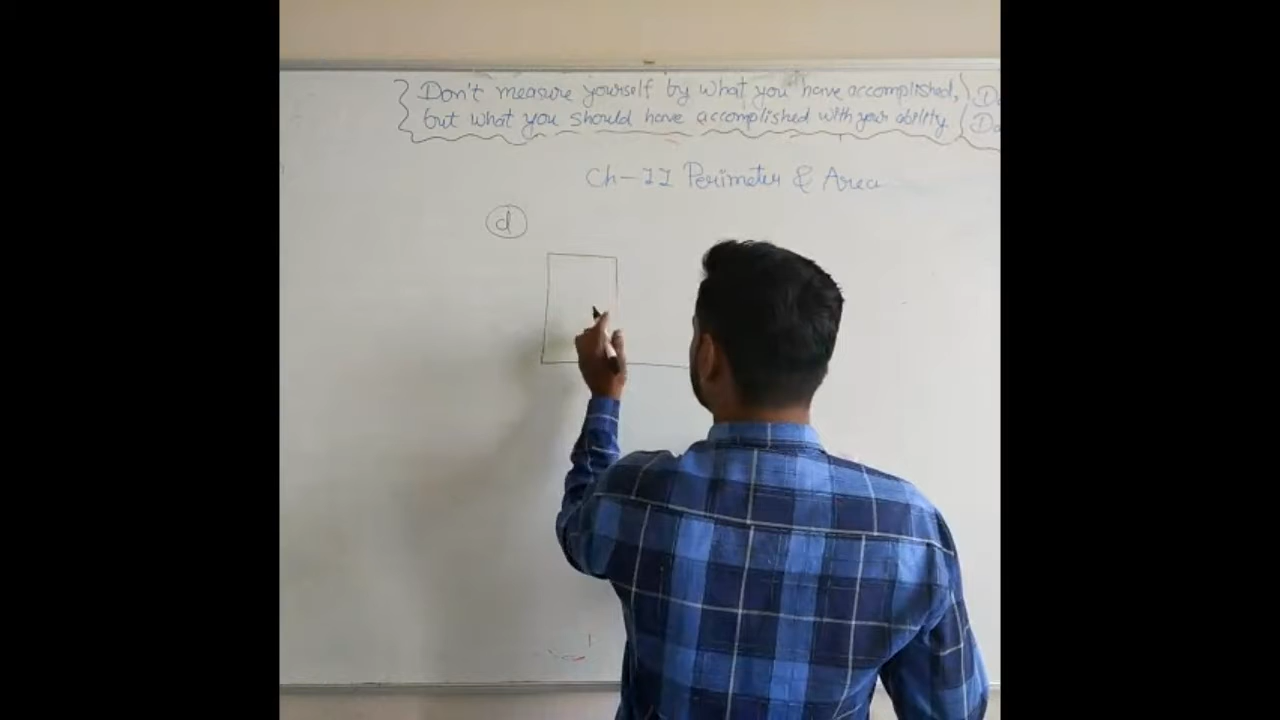 Don't measure yourself by what you have accomplished,
but what you should have accomplished with your ability.
Ch-11 Perimeter & Area
d